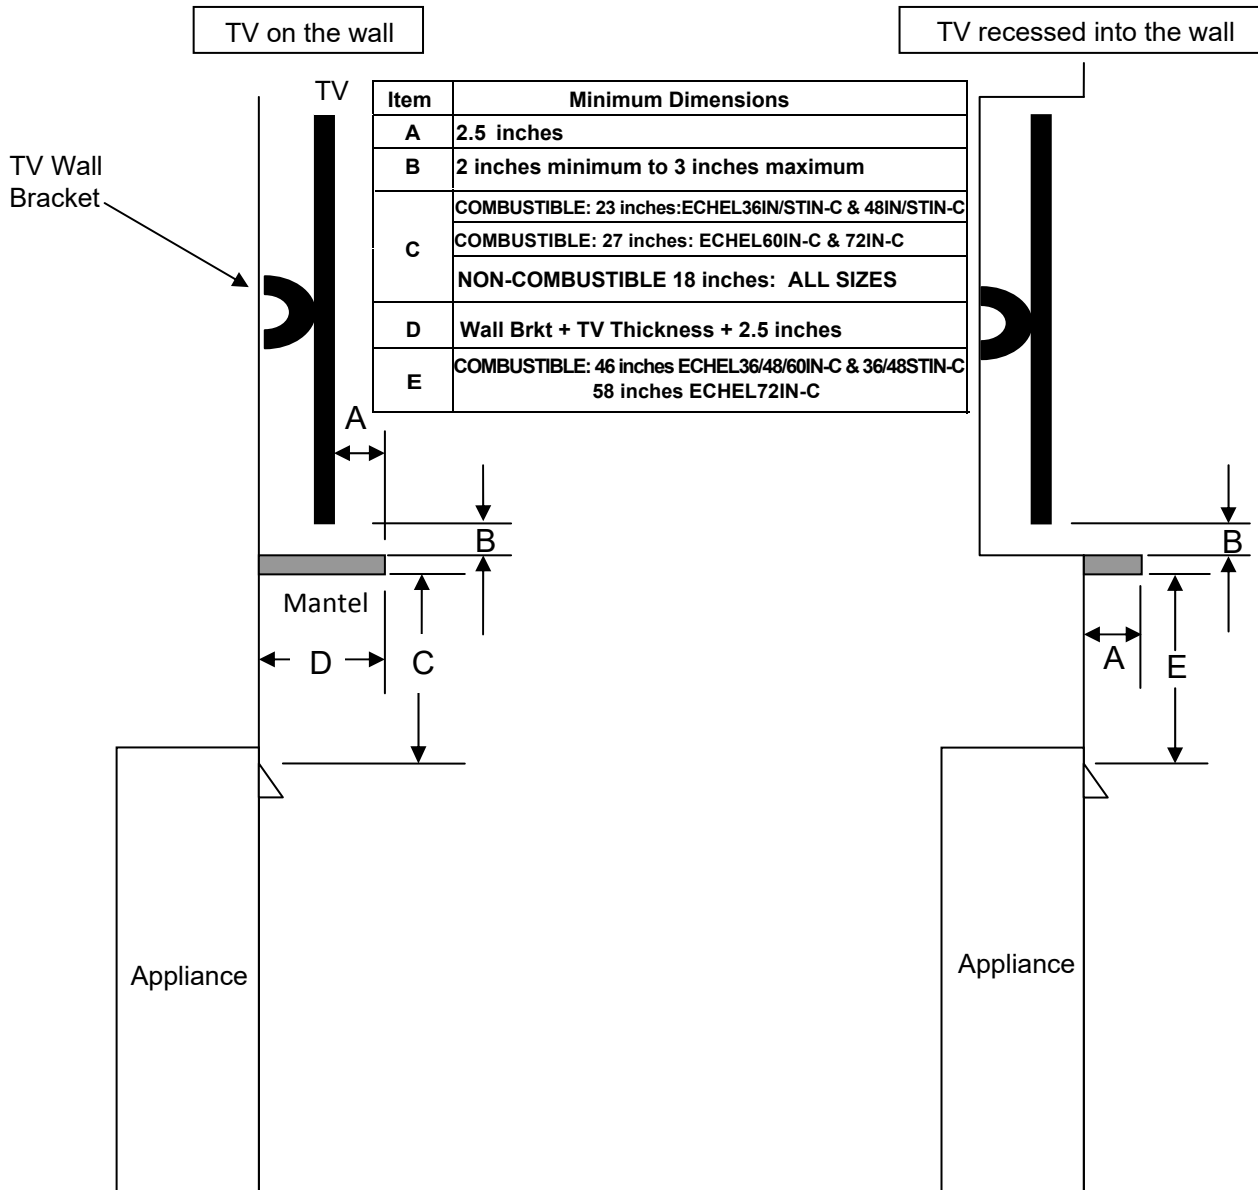 TV on the wall
TV recessed into the wall
TV
TV Wall
Bracket
Item Minimum Dimensions
A 2.5 inches
B 2 inches minimum to 3 inches maximum
C
COMBUSTIBLE: 23 inches:ECHEL36IN/STIN-C & 48IN/STIN-C
COMBUSTIBLE: 27 inches: ECHEL60IN-C & 72IN-C
NON-COMBUSTIBLE 18 inches: ALL SIZES
D Wall Brkt + TV Thickness + 2.5 inches
E
COMBUSTIBLE: 46 inches ECHEL36/48/60IN-C & 36/48STIN-C
58 inches ECHEL72IN-C
A
B
Mantel
D
C
B
A
E
Appliance
Appliance